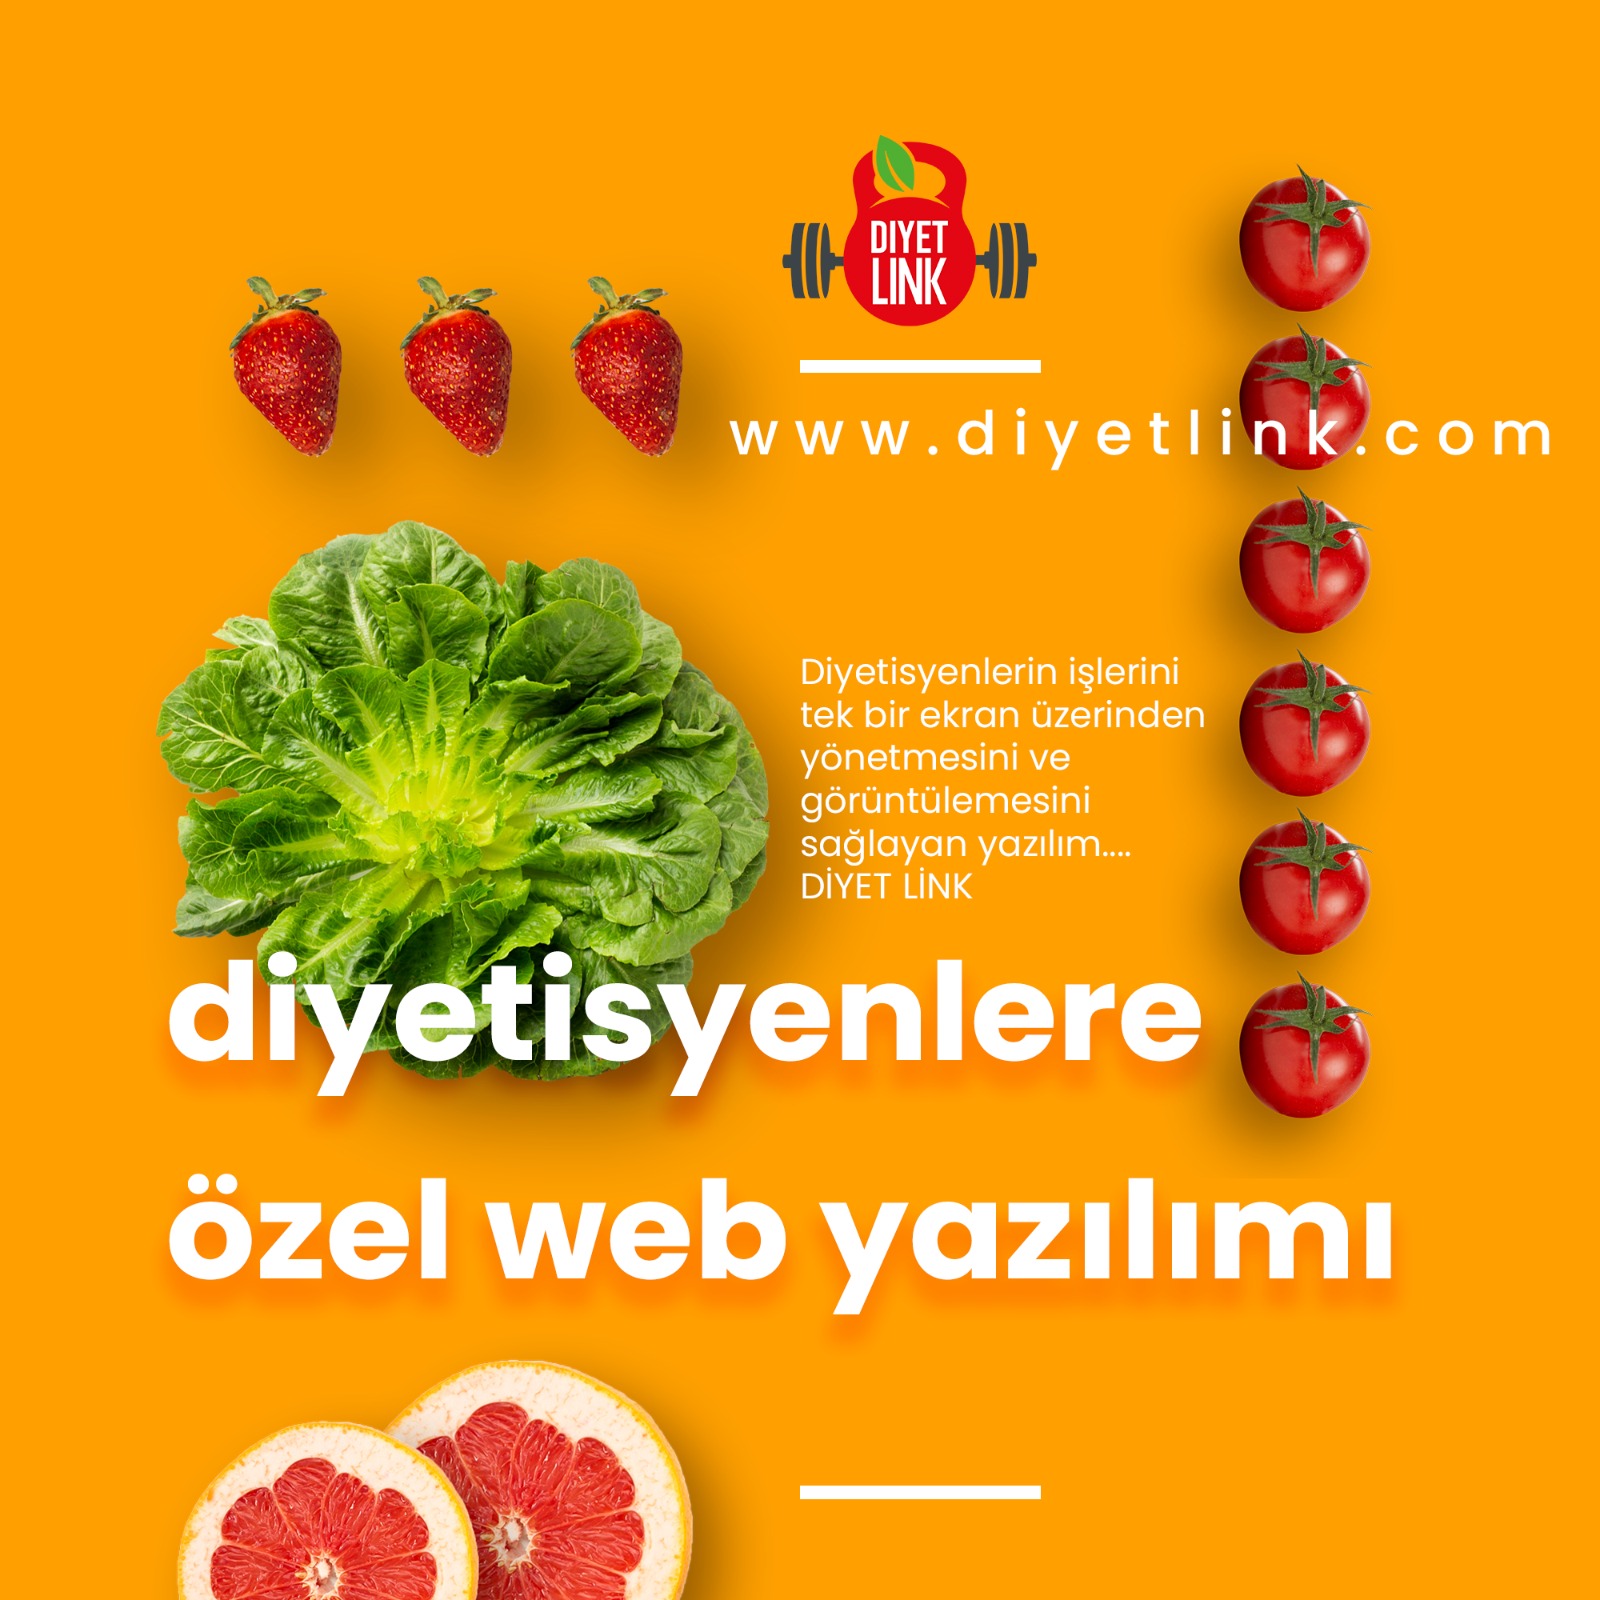 DIYET
LINK
www.diyetlink.com
Diyetisyenlerin işlerini
tek bir ekran üzerinden
yönetmesini ve
görüntülemesini
sağlayan yazılım....
DİYET LİNK
diyetisyenlere
özel web yazılımı